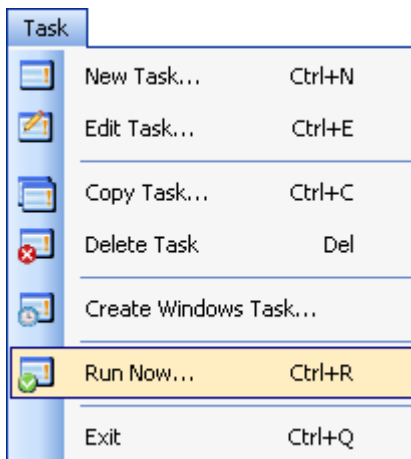 Task
New Task... Ctrl+N
Edit Task... Ctrl+E
Copy Task... Ctrl+C
Delete Task Del
Create Windows Task...
Run Now... Ctrl+R
Exit Ctrl+Q